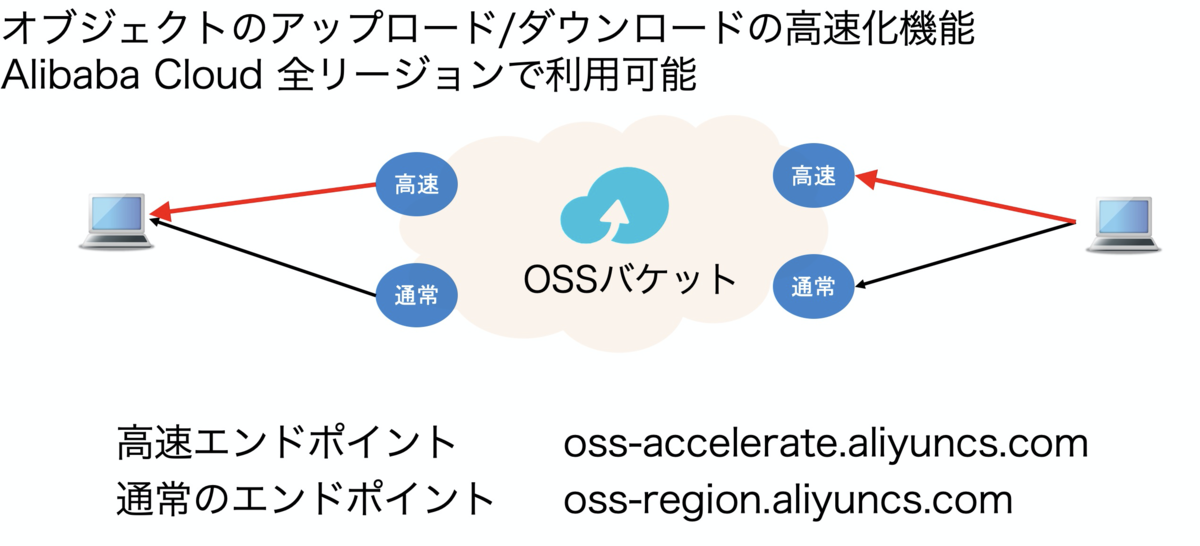 オブジェクトのアップロード/ダウンロードの高速化機能
Alibaba Cloud 全リージョンで利用可能
高速
高速
OSSバケット
通常
通常
高速エンドポイント oss-accelerate.aliyuncs.com
通常のエンドポイント oss-region.aliyuncs.com